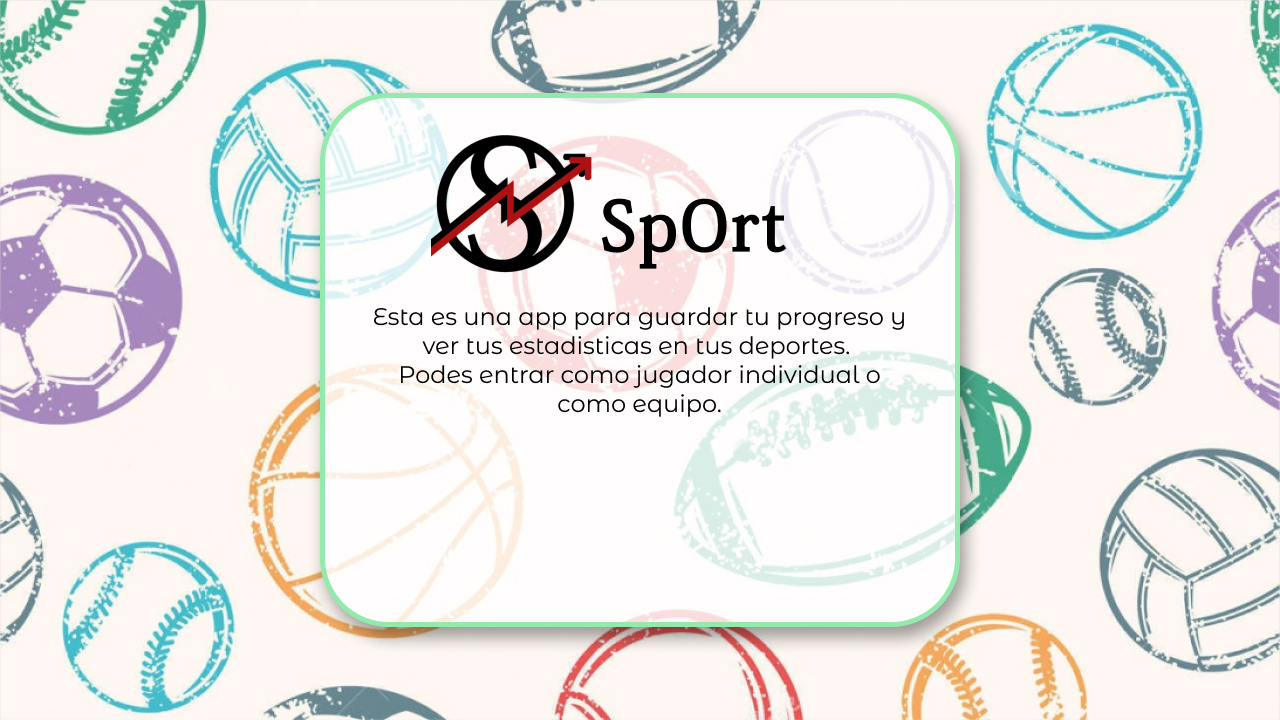 SpOrt
Esta es una app para guardar tu progreso y
ver tus estadisticas en tus deportes.
Podes entrar como jugador individual o
como equipo.